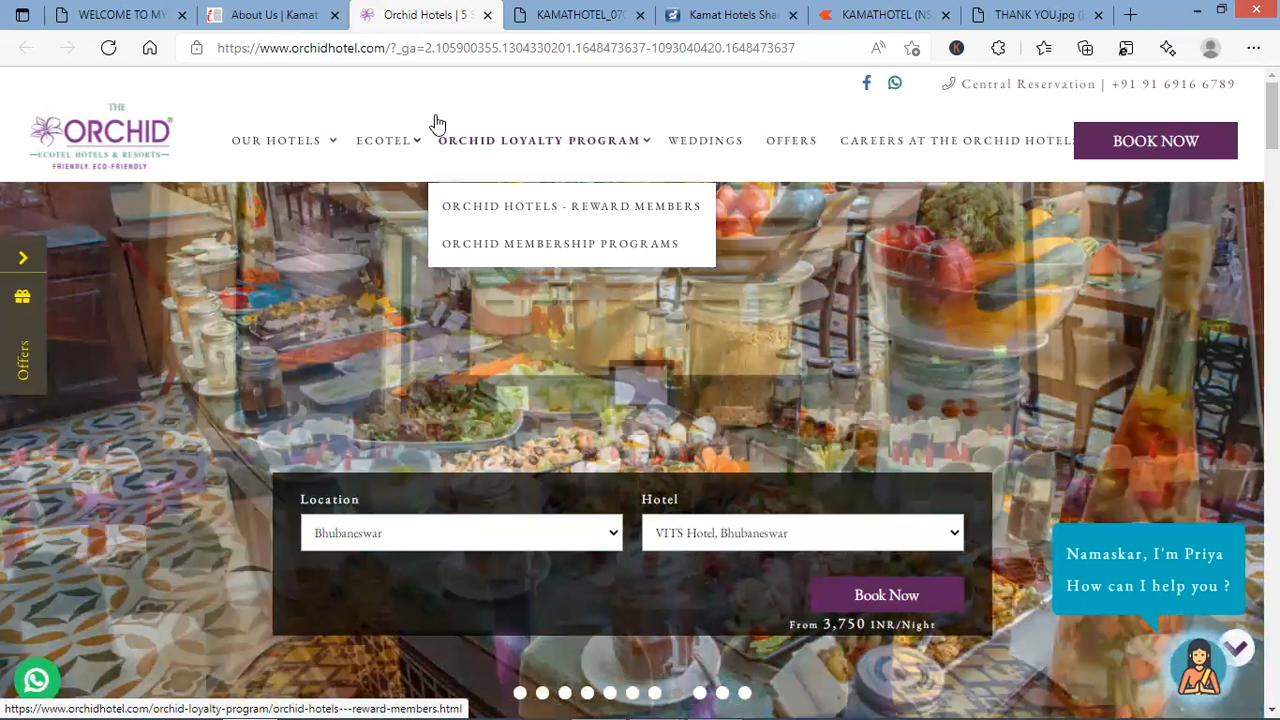 WELCOME TO MY
About Us | Kamat
Orchid Hotels | 5 S
KAMATHOTEL_070
Kamat Hotels Shar
KAMATHOTEL (NS
THANK YOU.jpg (J
https://www.orchidhotel.com/?_ga=2.105900355.1304330201.1648473637-1093040420.1648473637
Central Reservation | +91 91 6916 6789
THE
ORCHID®
ECOTEL HOTELS & RESORTS
FRIENDLY. ECO-FRIENDLY
OUR HOTELS
ECOTEL
ORCHID LOYALTY PROGRAM
WEDDINGS
OFFERS
CAREERS AT THE ORCHID HOTELS
BOOK NOW
ORCHID HOTELS - REWARD MEMBERS
ORCHID MEMBERSHIP PROGRAMS
Offers
Location
Hotel
Bhubaneswar
VITS Hotel, Bhubaneswar
Book Now
From 3,750 INR/Night
Namaskar, I'm Priya
How can I help you ?
https://www.orchidhotel.com/orchid-loyalty-program/orchid-hotels---reward-members.html